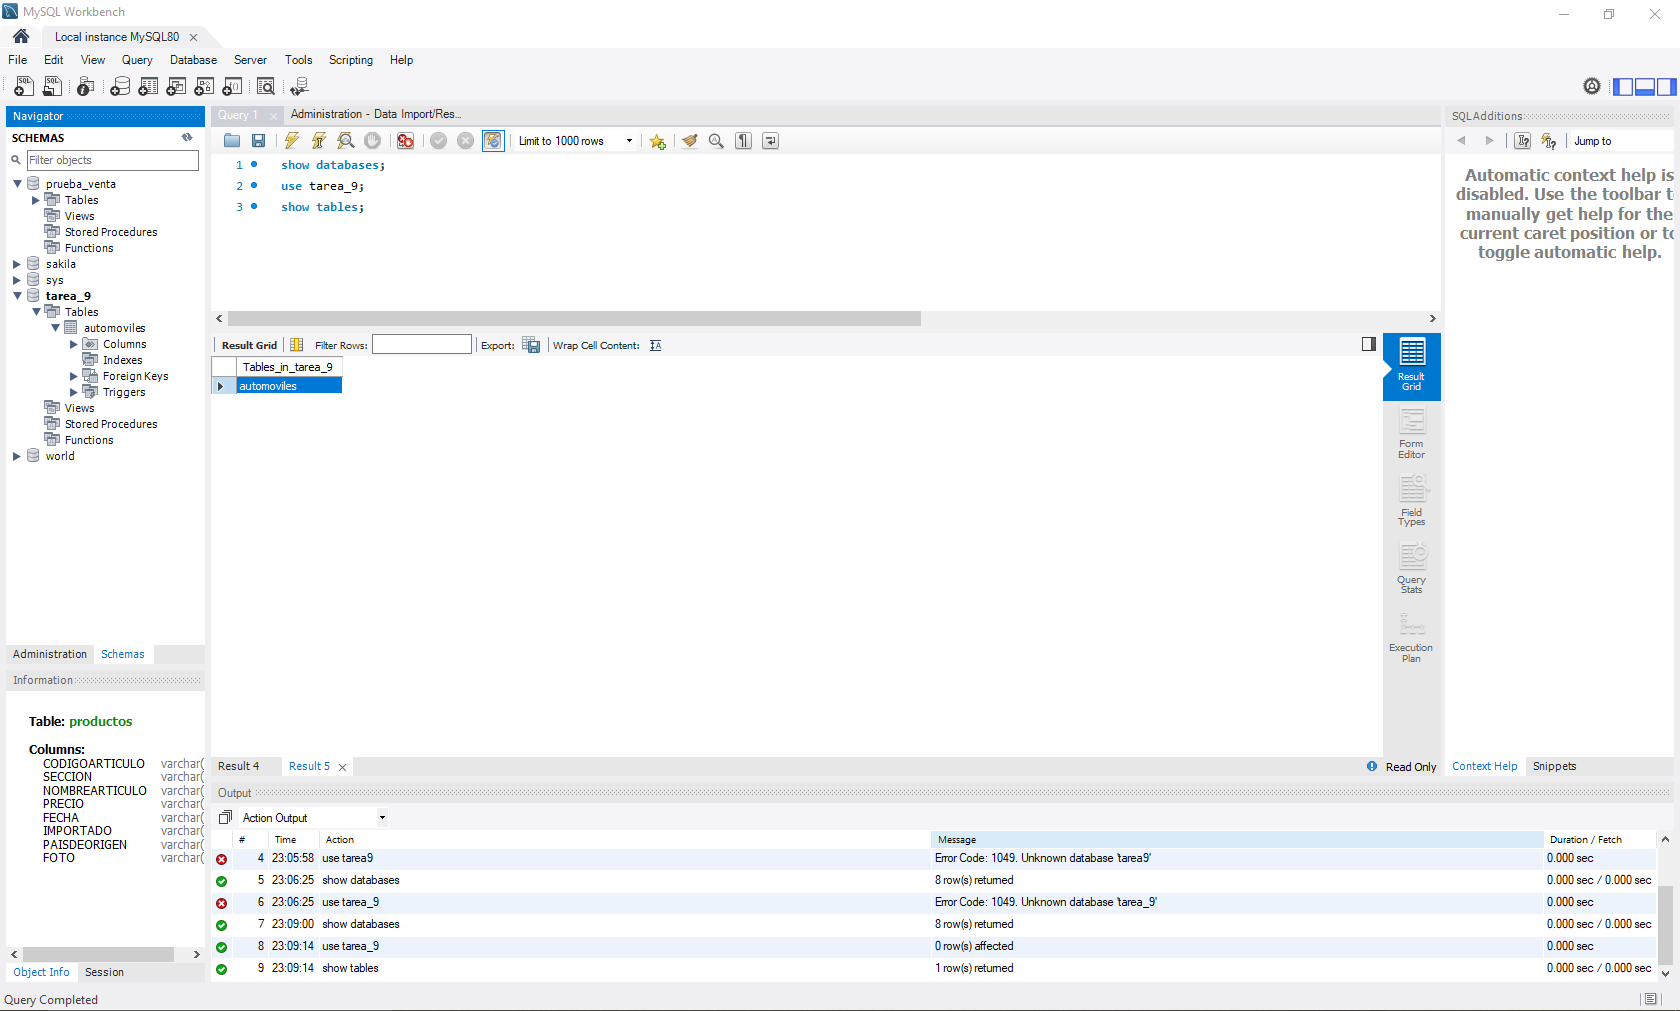 MySQL Workbench
Local instance MySQL80
File Edit View Query Database Server Tools Scripting Help
Navigator
SCHEMAS
Filter objects
prueba_venta
Tables
Views
Stored Procedures
Functions
sakila
sys
tarea_9
Tables
automoviles
Columns
Indexes
Foreign Keys
Triggers
Views
Stored Procedures
Functions
world
Administration Schemas
Information
Table: productos
Columns:
CODIGOARTICULO varchar(
SECCION varchar(
NOMBREARTICULO varchar(
PRECIO varchar(
FECHA varchar(
IMPORTADO varchar(
PAISDEORIGEN varchar(
FOTO varchar(
Object Info Session
Query Completed
Query 1 Administration - Data Import/Res...
Limit to 1000 rows
1 show databases;
2 use tarea_9;
3 show tables;
Result Grid Filter Rows: Export: Wrap Cell Content:
Tables_in_tarea_9
automoviles
Result Grid
Form Editor
Field Types
Query Stats
Execution Plan
Result 4 Result 5 Read Only
Output
Action Output
# Time Action Message Duration / Fetch
4 23:05:58 use tarea9 Error Code: 1049. Unknown database 'tarea9' 0.000 sec
5 23:06:25 show databases 8 row(s) returned 0.000 sec / 0.000 sec
6 23:06:25 use tarea_9 Error Code: 1049. Unknown database 'tarea_9' 0.000 sec
7 23:09:00 show databases 8 row(s) returned 0.000 sec / 0.000 sec
8 23:09:14 use tarea_9 0 row(s) affected 0.000 sec
9 23:09:14 show tables 1 row(s) returned 0.000 sec / 0.000 sec
SQLAdditions
Jump to
Automatic context help is
disabled. Use the toolbar t
manually get help for the
current caret position or to
toggle automatic help.
Context Help Snippets